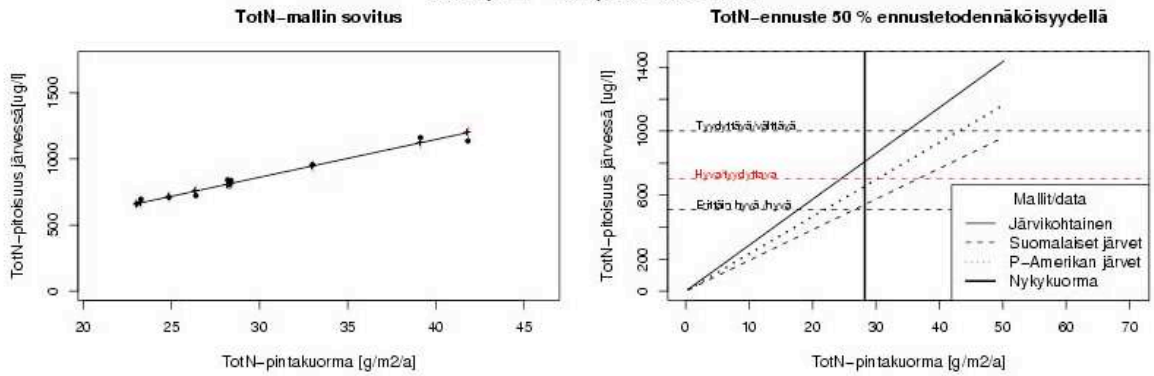 TotN-mallin sovitus
TotN-pitoisuus järvessä[ug/l]
0
500
1000
1500
20
25
30
35
40
45
TotN-pintakuorma [g/m2/a]
TotN-ennuste 50 % ennustetodennäköisyydellä
TotN-pitoisuus järvessä [ug/l]
0
200
400
600
1000
1400
Tyydyttävä/välttävä
Hyvä/tyydyttävä
Erittäin hyvä/hyvä
Mallit/data
Järvikohtainen
Suomalaiset järvet
P-Amerikan järvet
Nykykuorma
0
10
20
30
40
50
60
70
TotN-pintakuorma [g/m2/a]